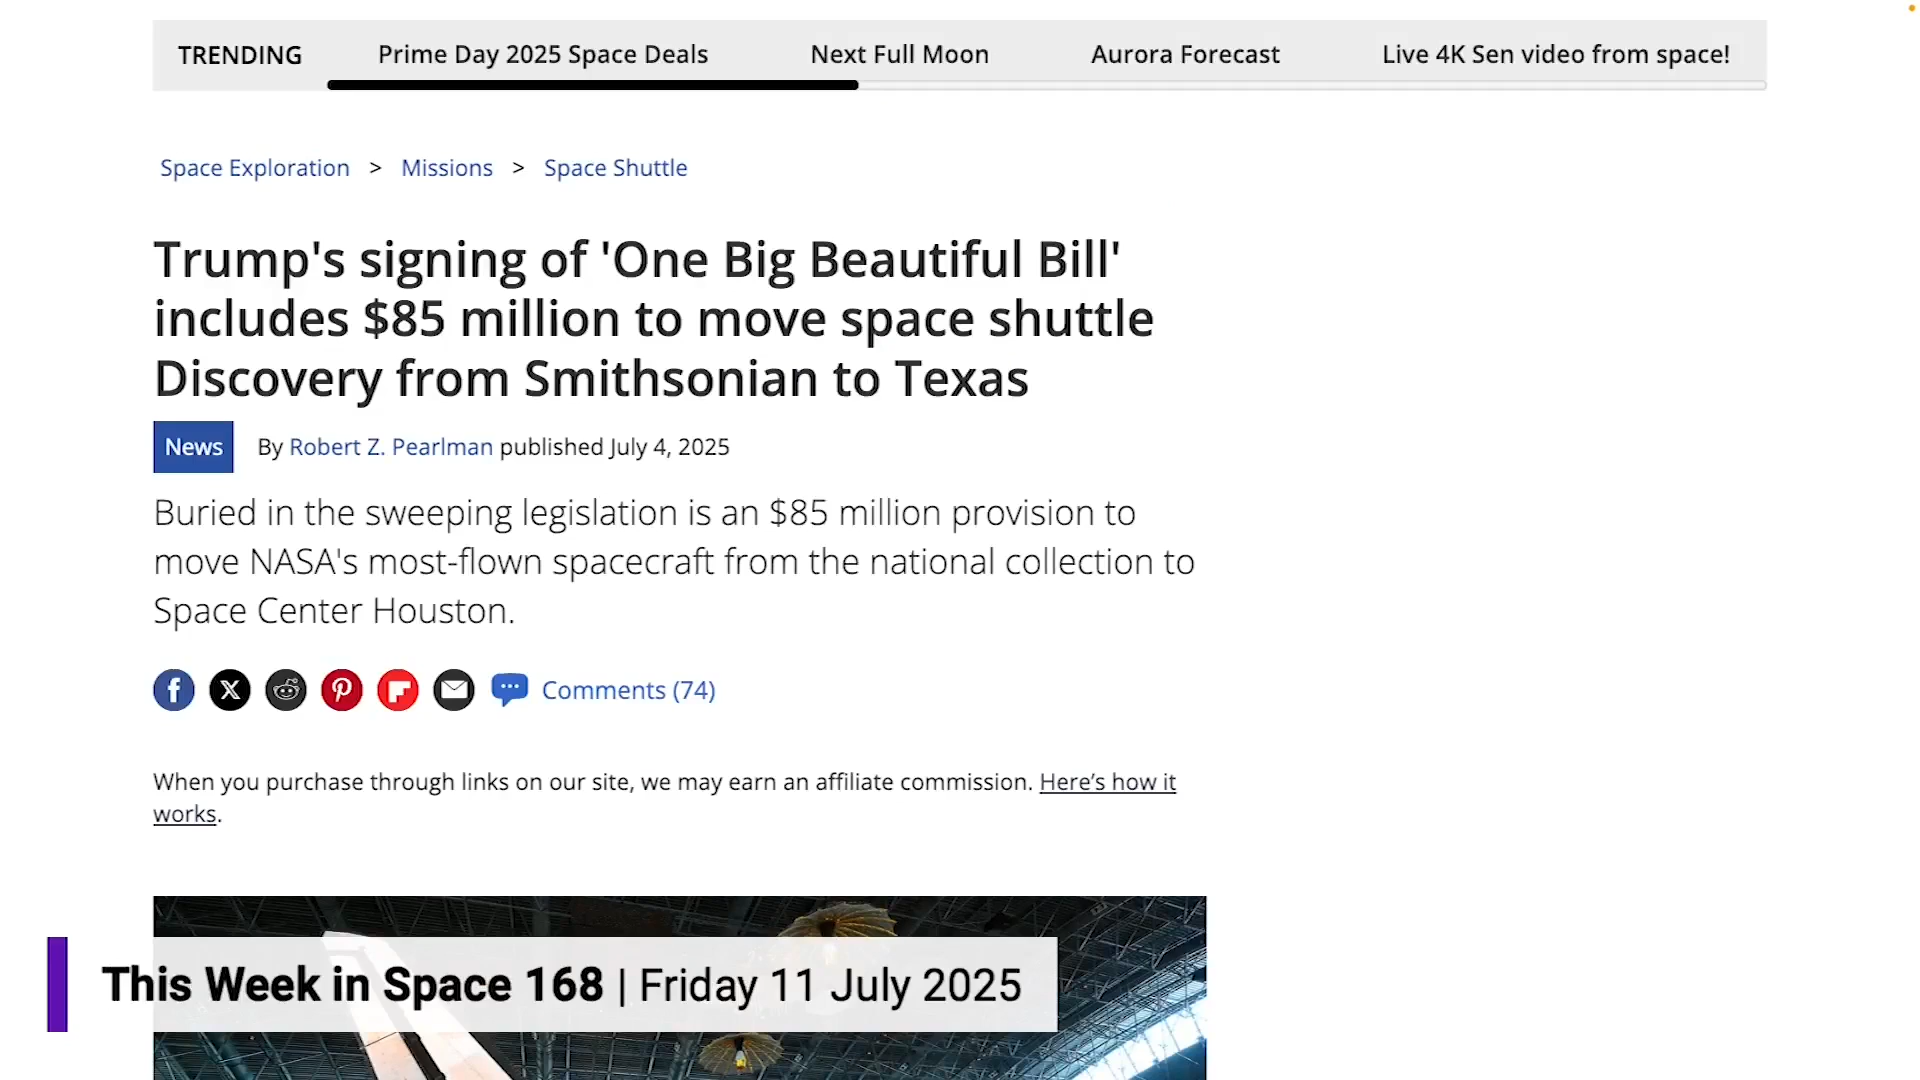 TRENDING Prime Day 2025 Space Deals Next Full Moon Aurora Forecast Live 4K Sen video from space!
Space Exploration > Missions > Space Shuttle
Trump's signing of 'One Big Beautiful Bill'
includes $85 million to move space shuttle
Discovery from Smithsonian to Texas
News By Robert Z. Pearlman published July 4, 2025
Buried in the sweeping legislation is an $85 million provision to
move NASA's most-flown spacecraft from the national collection to
Space Center Houston.
Comments (74)
When you purchase through links on our site, we may earn an affiliate commission. Here’s how it
works.
This Week in Space 168 | Friday 11 July 2025